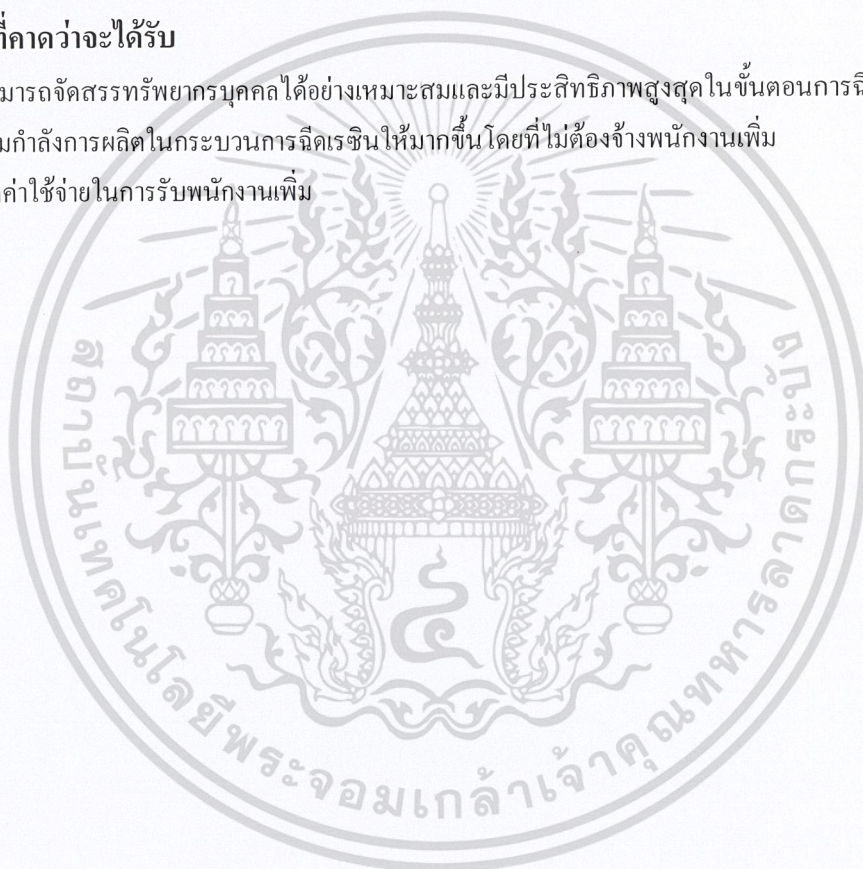 ที่คาดว่าจะได้รับ
มารถจัดสรรทรัพยากรบุคคลได้อย่างเหมาะสมและมีประสิทธิภาพสูงสุดในขั้นตอนการฉี
มกำลังการผลิตในกระบวนการฉีดเรซินให้มากขึ้นโดยที่ไม่ต้องจ้างพนักงานเพิ่ม
ค่าใช้จ่ายในการรับพนักงานเพิ่ม
สถาบันเทคโนโลยีพระจอมเกล้าเจ้าคุณทหารลาดกระบัง
๔